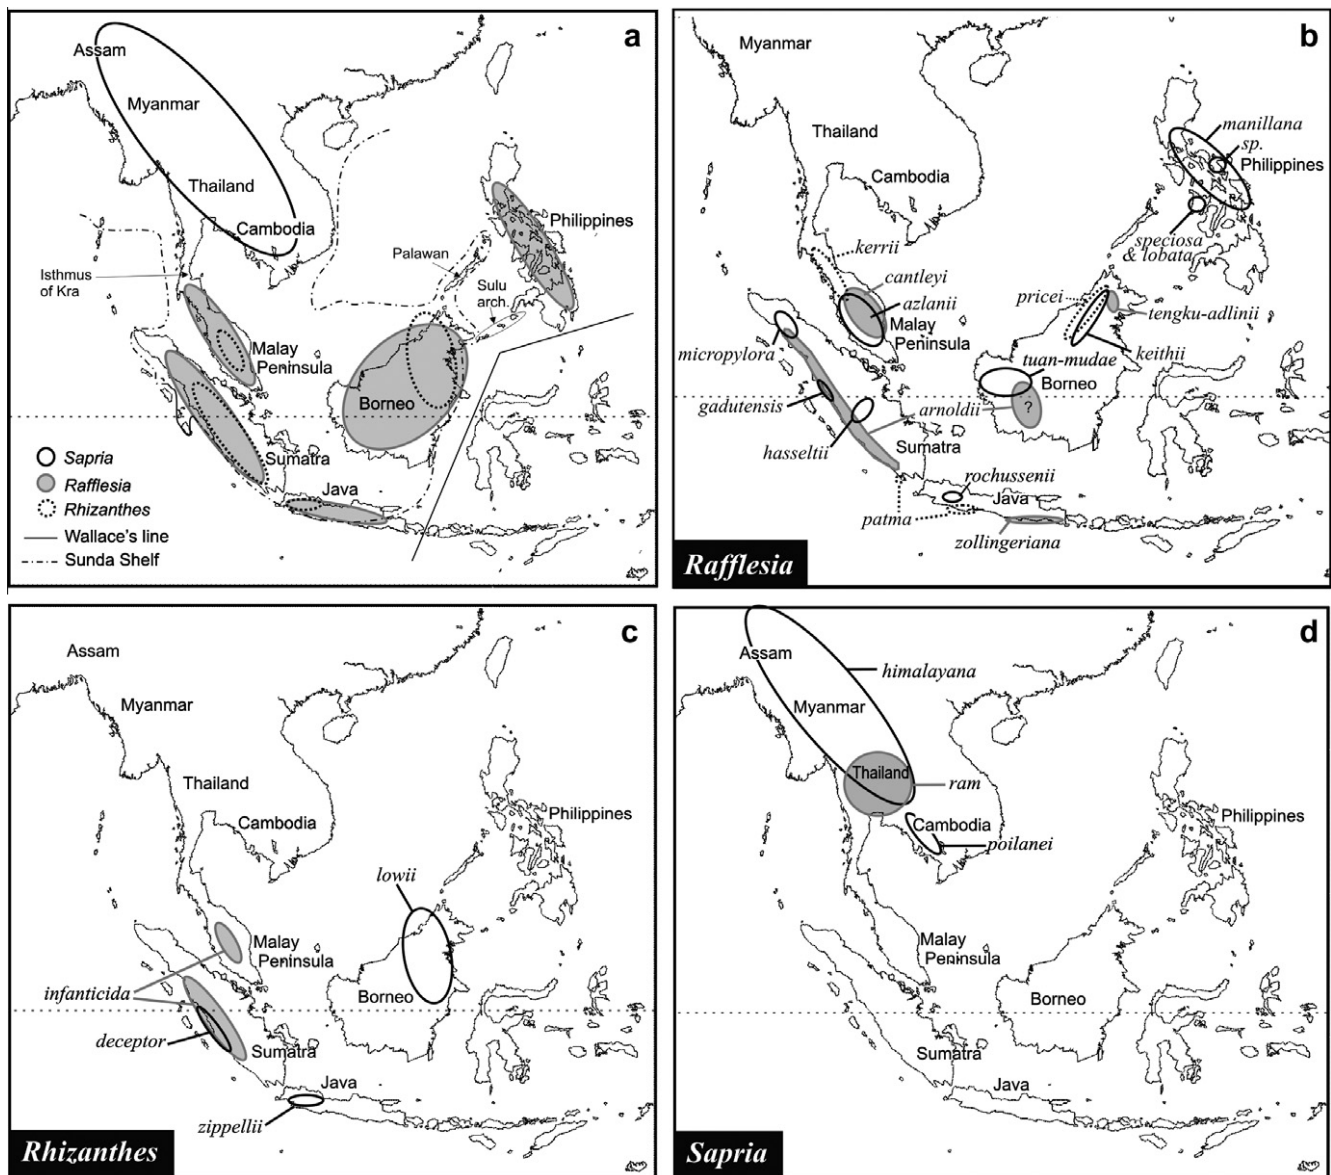 a
Assam
Myanmar
Thailand
Cambodia
Philippines
Palawan
Isthmus
of Kra
Sulu
arch.
Malay
Peninsula
Borneo
Sumatra
Java
Sapria
Rafflesia
Rhizanthes
Wallace's line
Sunda Shelf
b
Myanmar
manillana
sp.
Thailand
Philippines
Cambodia
speciosa
& lobata
kerrii
cantleyi
azlanii
pricei
tengku-adlinii
Malay
Peninsula
micropylora
keithii
tuan-mudae
Borneo
gadutensis
arnoldii
?
hasseltii
Sumatra
rochussenii
Java
patma
zollingeriana
Rafflesia
c
Assam
Myanmar
Thailand
Cambodia
Philippines
lowii
Malay
Peninsula
infanticida
Borneo
deceptor
Sumatra
Java
zippellii
Rhizanthes
d
Assam
himalayana
Myanmar
Thailand
ram
Cambodia
poilanei
Philippines
Malay
Peninsula
Borneo
Sumatra
Java
Sapria